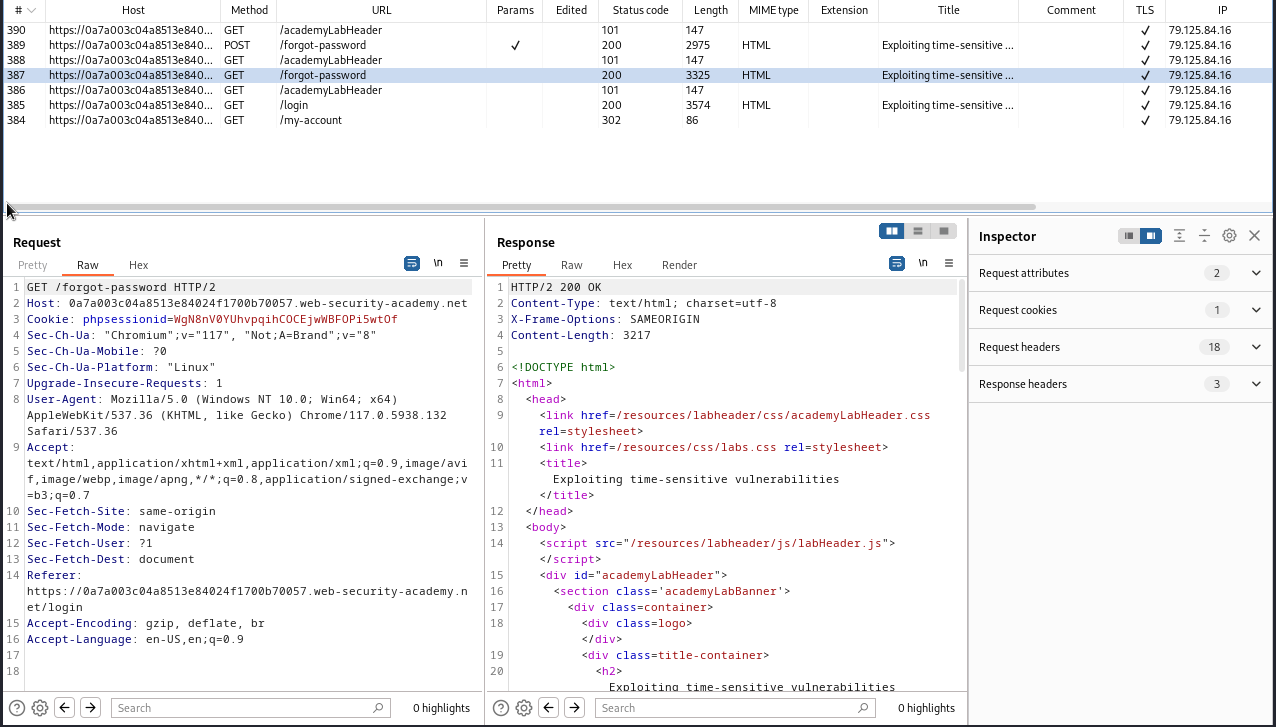 # Host Method URL Params Edited Status code Length MIME type Extension Title Comment TLS IP
390 https://0a7a003c04a8513e840... GET /academyLabHeader 101 147 ✓ 79.125.84.16
389 https://0a7a003c04a8513e840... POST /forgot-password ✓ 200 2975 HTML Exploiting time-sensitive ... ✓ 79.125.84.16
388 https://0a7a003c04a8513e840... GET /academyLabHeader 101 147 ✓ 79.125.84.16
387 https://0a7a003c04a8513e840... GET /forgot-password 200 3325 HTML Exploiting time-sensitive ... ✓ 79.125.84.16
386 https://0a7a003c04a8513e840... GET /academyLabHeader 101 147 ✓ 79.125.84.16
385 https://0a7a003c04a8513e840... GET /login 200 3574 HTML Exploiting time-sensitive ... ✓ 79.125.84.16
384 https://0a7a003c04a8513e840... GET /my-account 302 86 ✓ 79.125.84.16
Request
Pretty Raw Hex \n
1 GET /forgot-password HTTP/2
2 Host: 0a7a003c04a8513e84024f1700b70057.web-security-academy.net
3 Cookie: phpsessionid=WgN8nV0YUhvpqihCOCEjwWBFOPi5wtOf
4 Sec-Ch-Ua: "Chromium";v="117", "Not;A=Brand";v="8"
5 Sec-Ch-Ua-Mobile: ?0
6 Sec-Ch-Ua-Platform: "Linux"
7 Upgrade-Insecure-Requests: 1
8 User-Agent: Mozilla/5.0 (Windows NT 10.0; Win64; x64)
AppleWebKit/537.36 (KHTML, like Gecko) Chrome/117.0.5938.132
Safari/537.36
9 Accept:
text/html,application/xhtml+xml,application/xml;q=0.9,image/avi
f,image/webp,image/apng,*/*;q=0.8,application/signed-exchange;v
=b3;q=0.7
10 Sec-Fetch-Site: same-origin
11 Sec-Fetch-Mode: navigate
12 Sec-Fetch-User: ?1
13 Sec-Fetch-Dest: document
14 Referer:
https://0a7a003c04a8513e84024f1700b70057.web-security-academy.n
et/login
15 Accept-Encoding: gzip, deflate, br
16 Accept-Language: en-US,en;q=0.9
17
18
Search 0 highlights
Response
Pretty Raw Hex Render \n
1 HTTP/2 200 OK
2 Content-Type: text/html; charset=utf-8
3 X-Frame-Options: SAMEORIGIN
4 Content-Length: 3217
5
6 <!DOCTYPE html>
7 <html>
8 <head>
9 <link href=/resources/labheader/css/academyLabHeader.css
rel=stylesheet>
10 <link href=/resources/css/labs.css rel=stylesheet>
11 <title>
Exploiting time-sensitive vulnerabilities
</title>
12 </head>
13 <body>
14 <script src="/resources/labheader/js/labHeader.js">
</script>
15 <div id="academyLabHeader">
16 <section class='academyLabBanner'>
17 <div class=container>
18 <div class=logo>
</div>
19 <div class=title-container>
20 <h2>
Exploiting time-sensitive vulnerabilities
Search 0 highlights
Inspector
Request attributes 2
Request cookies 1
Request headers 18
Response headers 3